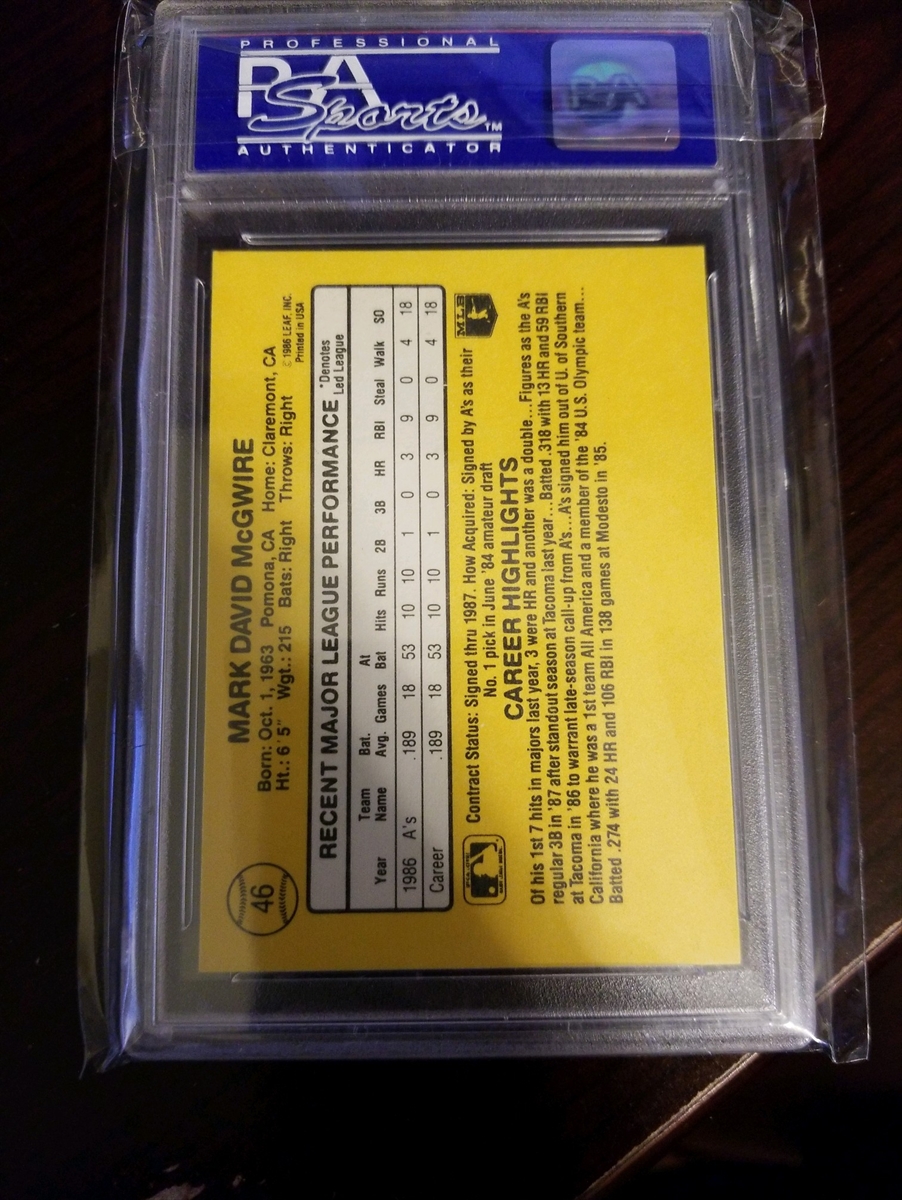 PROFESSIONAL
PSA
Sports™
AUTHENTICATOR
PSA
46
MARK DAVID McGWIRE
Born: Oct. 1, 1963 Pomona, CA Home: Claremont, CA
Ht.: 6'5" Wgt.: 215 Bats: Right Throws: Right
© 1986 LEAF, INC.
Printed in USA
RECENT MAJOR LEAGUE PERFORMANCE
*Denotes
Led League
Year Team Name Bat. Avg. Games At Bat Hits Runs 2B 3B HR RBI Steal Walk SO
1986 A's .189 18 53 10 10 1 0 3 9 0 4 18
Career .189 18 53 10 10 1 0 3 9 0 4 18
Contract Status: Signed thru 1987. How Acquired: Signed by A's as their
No. 1 pick in June '84 amateur draft
MLB
CAREER HIGHLIGHTS
Of his 1st 7 hits in majors last year, 3 were HR and another was a double...Figures as the A's
regular 3B in '87 after standout season at Tacoma last year...Batted .318 with 13 HR and 59 RBI
at Tacoma in '86 to warrant late-season call-up from A's...A's signed him out of U. of Southern
California where he was a 1st team All America and a member of the '84 U.S. Olympic team...
Batted .274 with 24 HR and 106 RBI in 138 games at Modesto in '85.